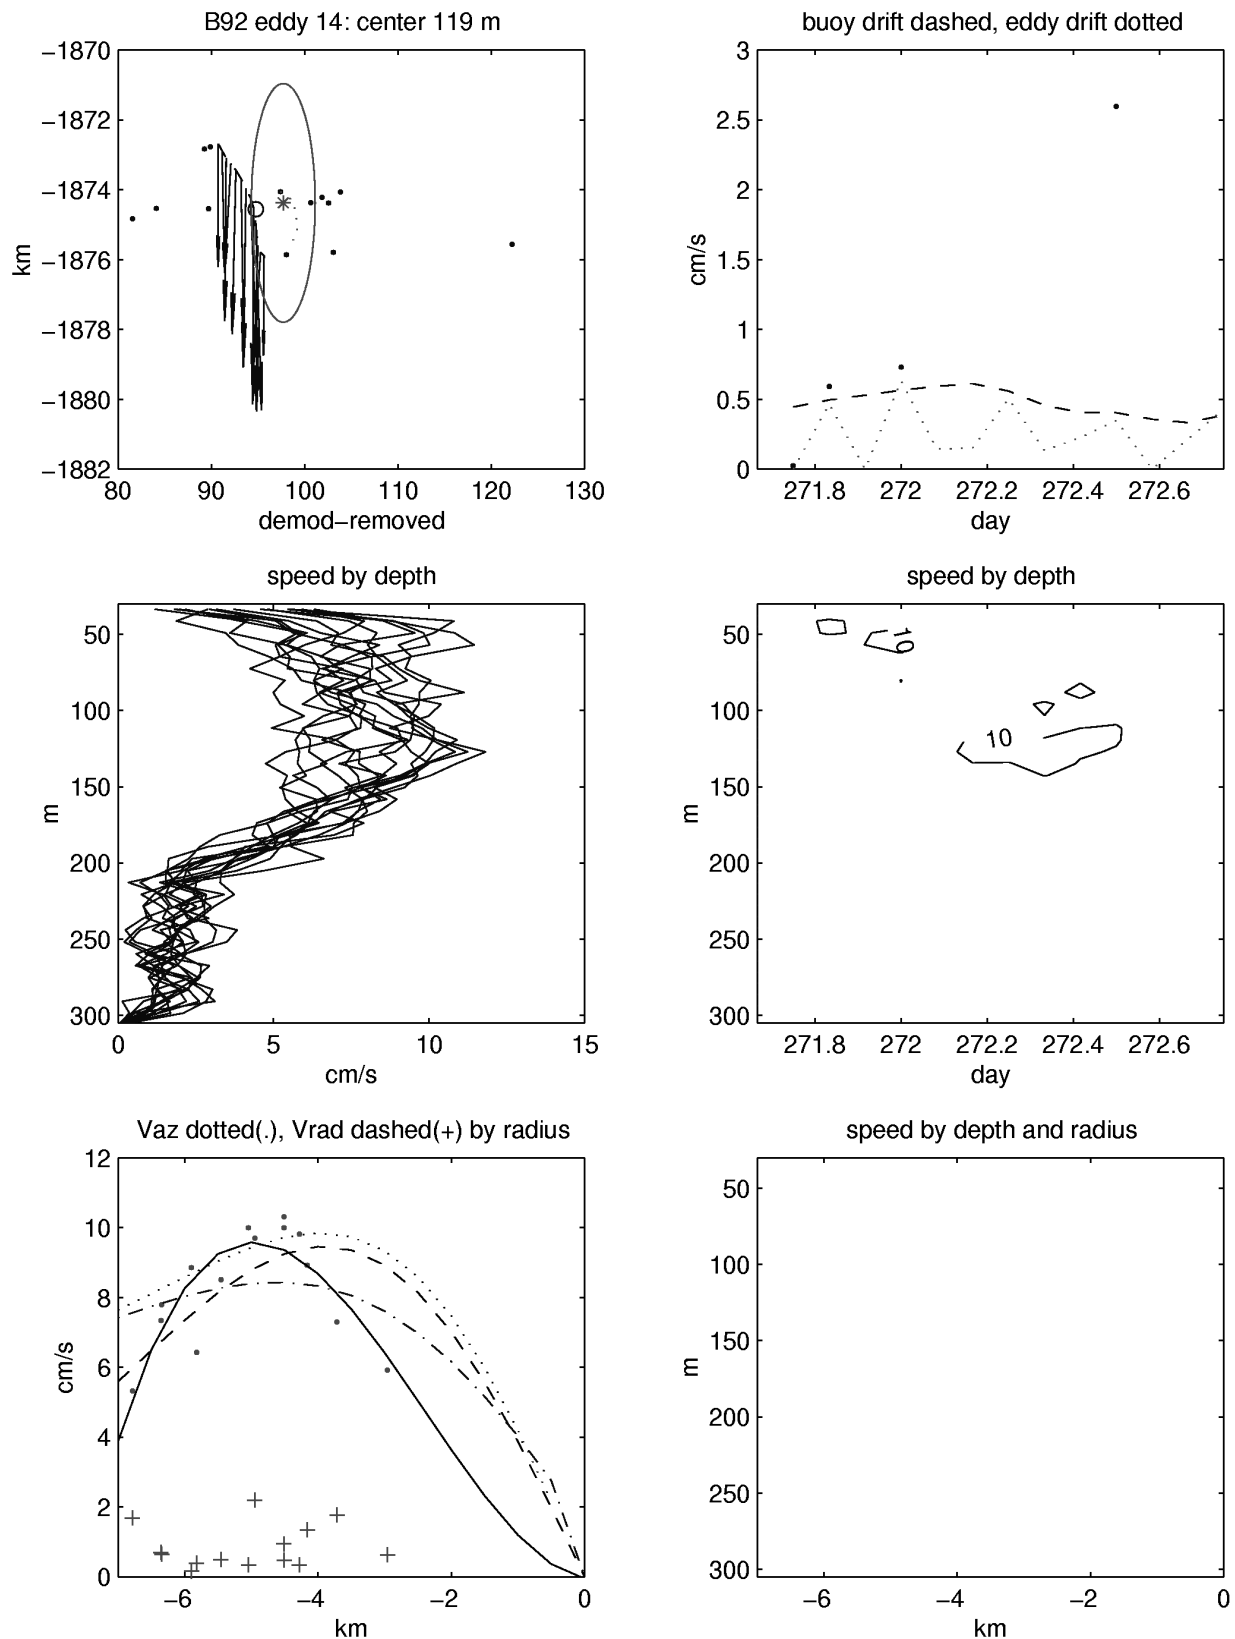 B92 eddy 14: center 119 m
−1870
−1872
−1874
−1876
−1878
−1880
−1882
km
80 90 100 110 120 130
demod−removed
buoy drift dashed, eddy drift dotted
3
2.5
2
1.5
1
0.5
0
cm/s
271.8 272 272.2 272.4 272.6
day
speed by depth
50
100
150
200
250
300
m
0 5 10 15
cm/s
speed by depth
50
100
150
200
250
300
m
10
10
271.8 272 272.2 272.4 272.6
day
Vaz dotted(.), Vrad dashed(+) by radius
12
10
8
6
4
2
0
cm/s
−6 −4 −2 0
km
speed by depth and radius
50
100
150
200
250
300
m
−6 −4 −2 0
km